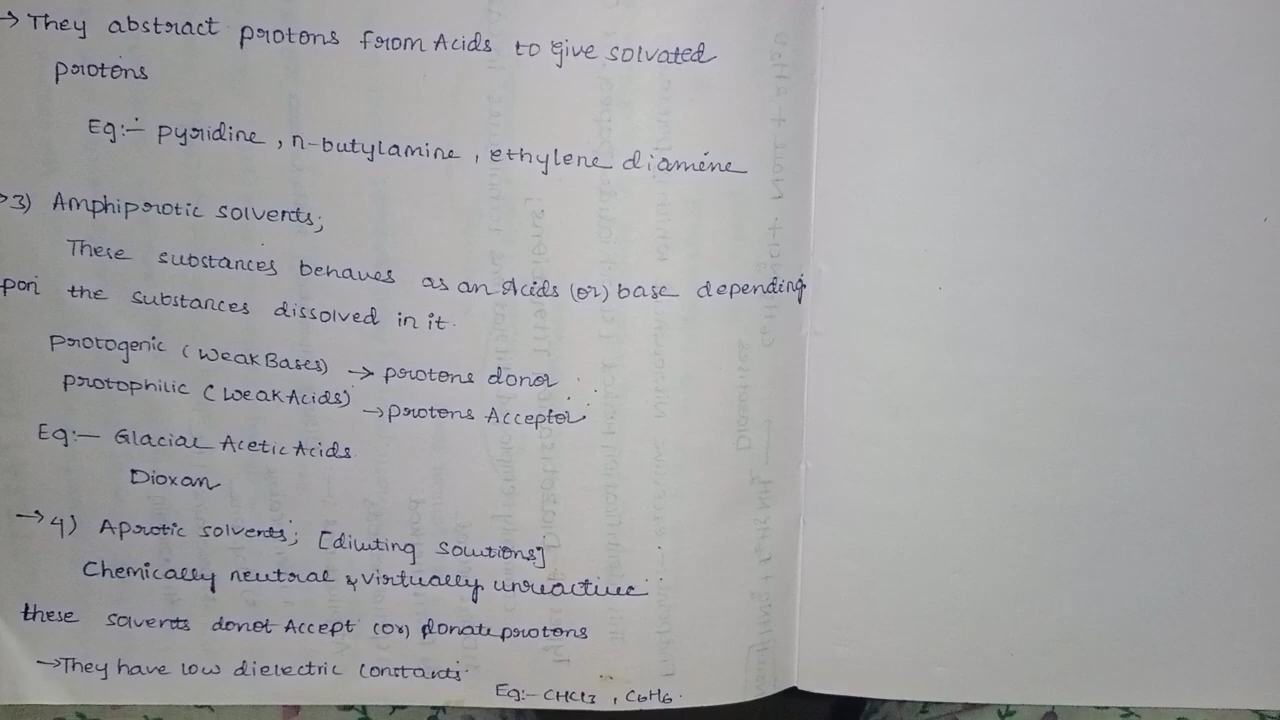 → They abstract protons from Acids to give solvated
protons
Eg:- pyridine, n-butylamine, ethylene diamine
→3) Amphiprotic solvents;
These substances behaves as an Acids (or) base depending
pon the substances dissolved in it.
protogenic (weak Bases) → protons donor
protophilic (weak Acids) → protons Acceptor
Eg:- Glacial Acetic Acids
Dioxan
→ 4) Aprotic solvents; [diluting solutions]
Chemically neutral & virtually unreactive
these solvents donot Accept (or) donate protons
→ They have low dielectric constants.
Eg:- CHCl3, C6H6.